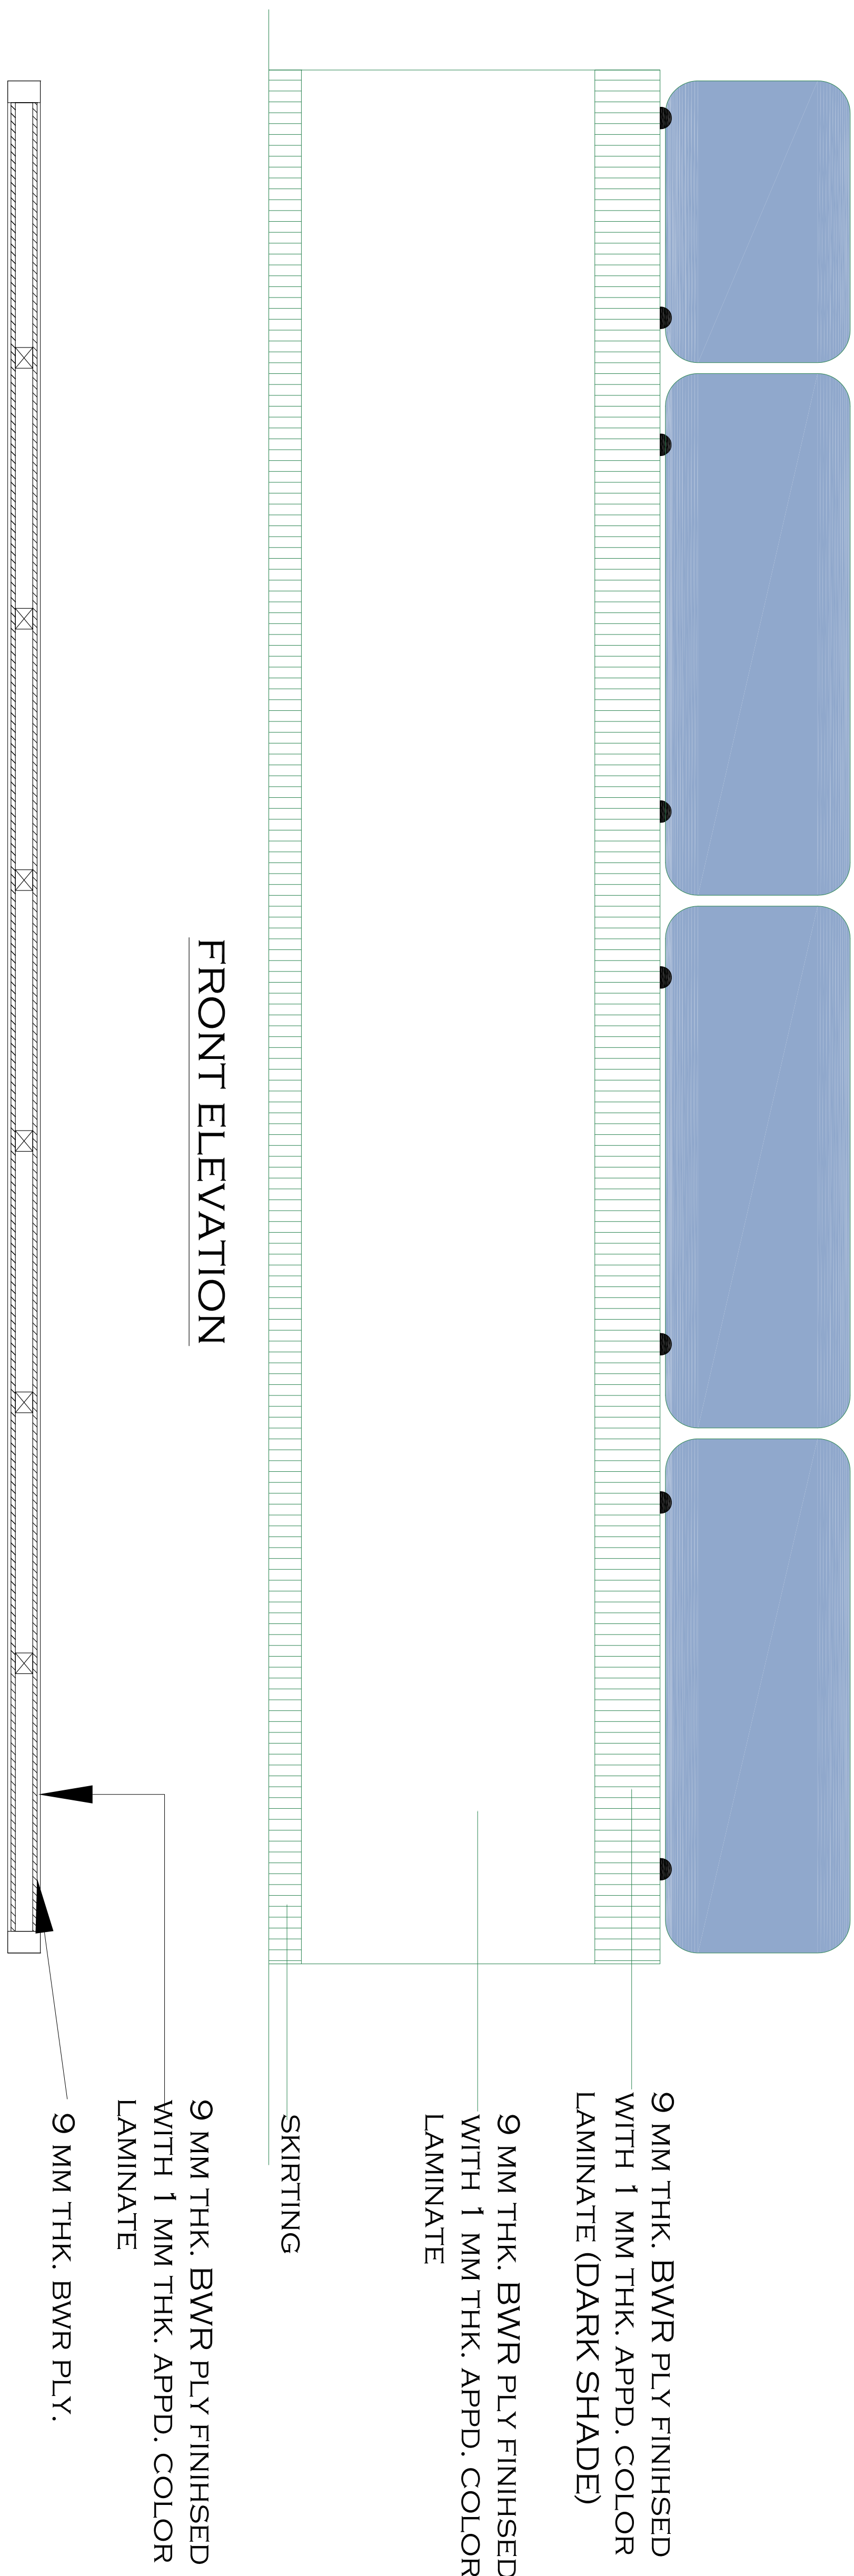 9 MM THK. BWR PLY FINIHSED
WITH 1 MM THK. APPD. COLOR
LAMINATE (DARK SHADE)
9 MM THK. BWR PLY FINIHSED
WITH 1 MM THK. APPD. COLOR
LAMINATE
SKIRTING
FRONT ELEVATION
9 MM THK. BWR PLY FINIHSED
WITH 1 MM THK. APPD. COLOR
LAMINATE
9 MM THK. BWR PLY.